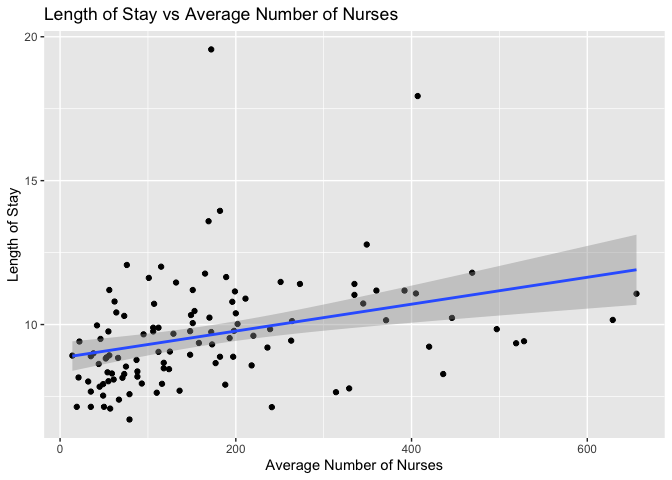 Length of Stay vs Average Number of Nurses
20
15
10
Length of Stay
0 200 400 600
Average Number of Nurses